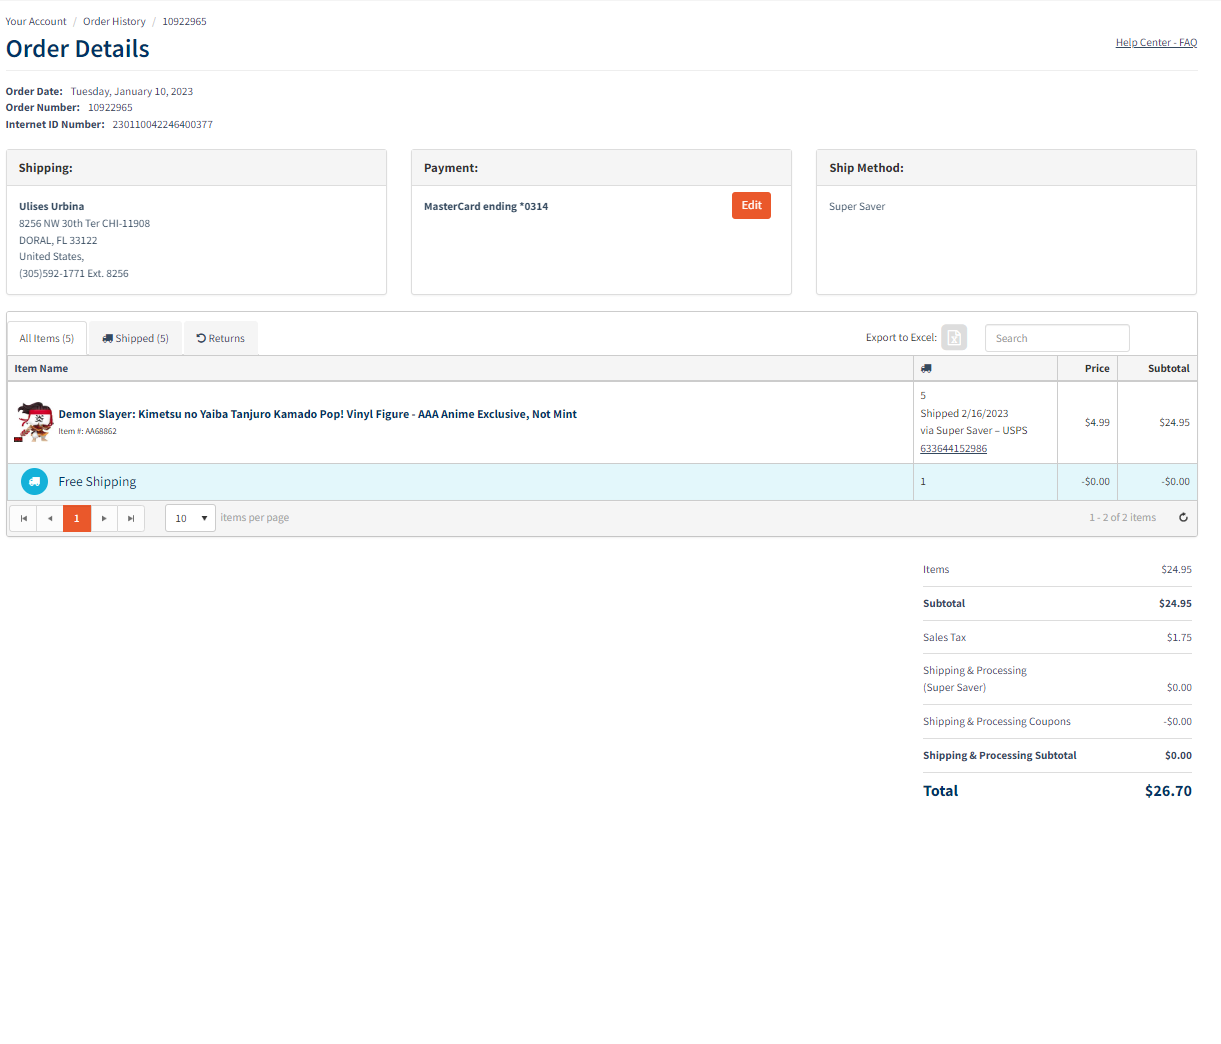 Your Account / Order History / 10922965
Order Details
Help Center - FAQ
Order Date: Tuesday, January 10, 2023
Order Number: 10922965
Internet ID Number: 230110042246400377
Shipping:
Ulises Urbina
8256 NW 30th Ter CHI-11908
DORAL, FL 33122
United States,
(305)592-1771 Ext. 8256
Payment:
MasterCard ending *0314
Edit
Ship Method:
Super Saver
All Items (5)
Shipped (5)
Returns
Export to Excel:
Search
Item Name
Price
Subtotal
Demon Slayer: Kimetsu no Yaiba Tanjuro Kamado Pop! Vinyl Figure - AAA Anime Exclusive, Not Mint
Item #: AA68862
5
Shipped 2/16/2023
via Super Saver – USPS
633644152986
$4.99
$24.95
Free Shipping
1
-$0.00
-$0.00
1
10
items per page
1 - 2 of 2 items
Items $24.95
Subtotal $24.95
Sales Tax $1.75
Shipping & Processing
(Super Saver) $0.00
Shipping & Processing Coupons -$0.00
Shipping & Processing Subtotal $0.00
Total $26.70